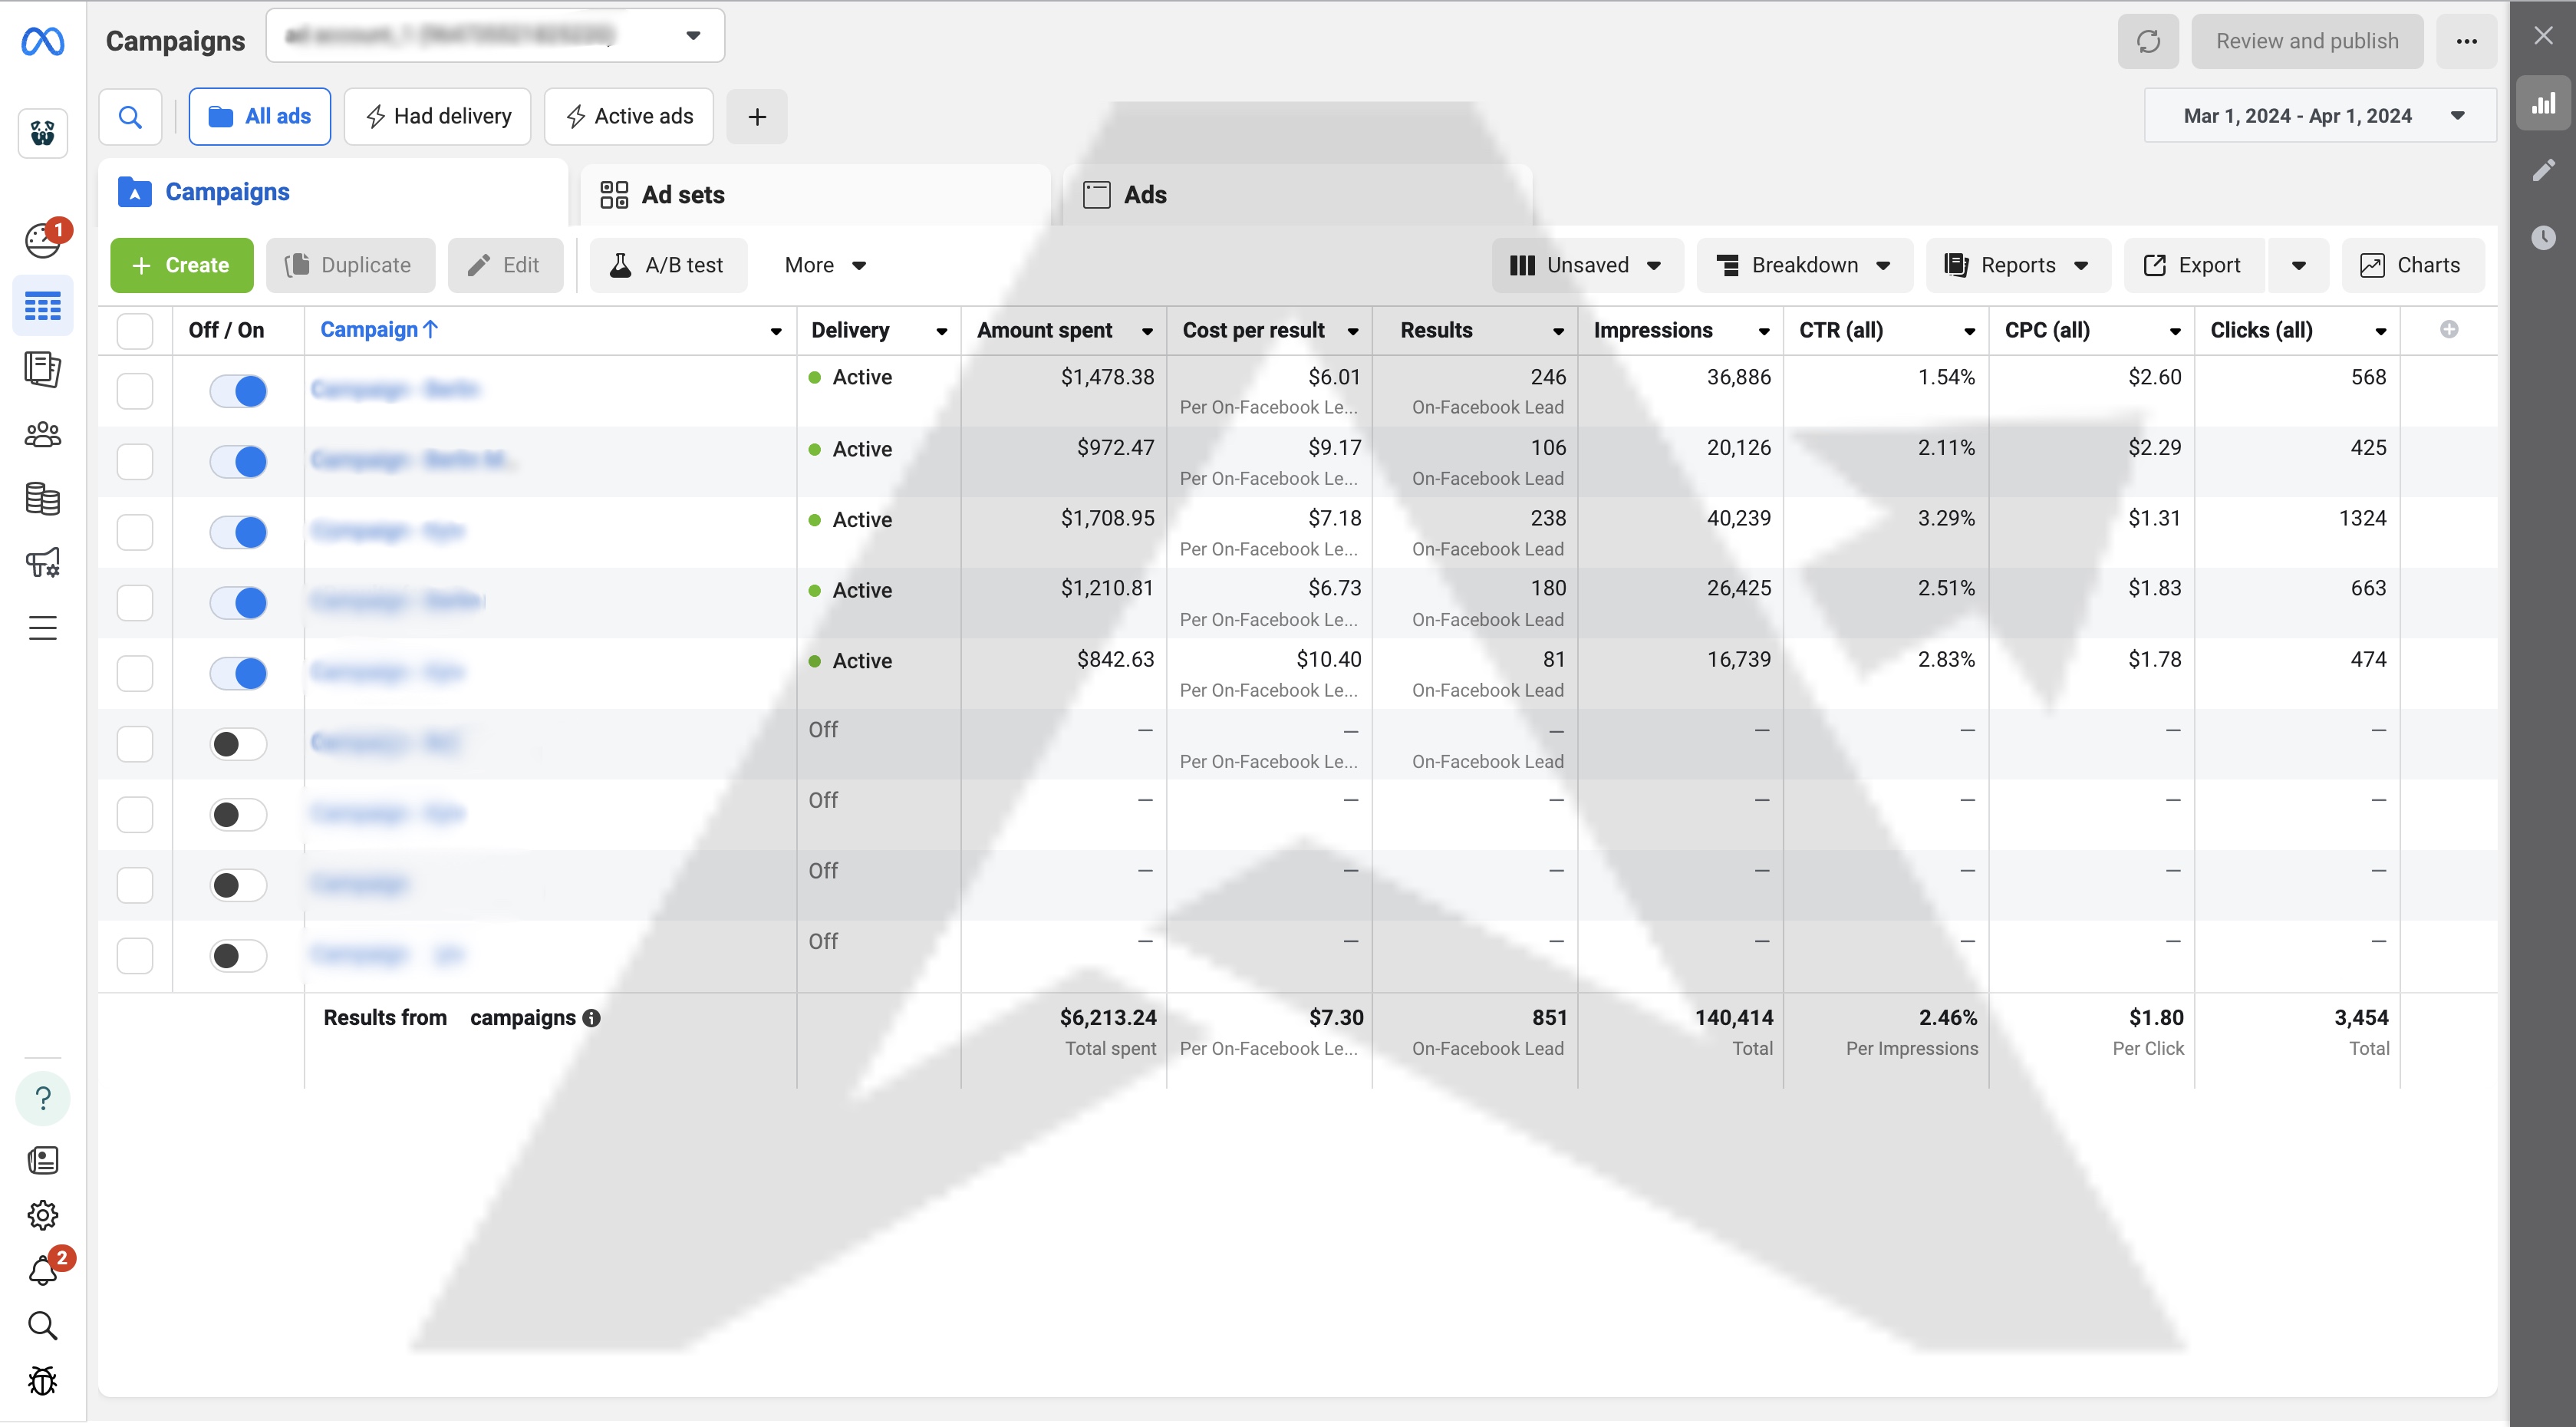 Campaigns
Review and publish
All ads
Had delivery
Active ads
Mar 1, 2024 - Apr 1, 2024
Campaigns
Ad sets
Ads
1
Create
Duplicate
Edit
A/B test
More
Unsaved
Breakdown
Reports
Export
Charts
Off / On Campaign Delivery Amount spent Cost per result Results Impressions CTR (all) CPC (all) Clicks (all)
Active $1,478.38 $6.01 246 36,886 1.54% $2.60 568
Per On-Facebook Le... On-Facebook Lead
Active $972.47 $9.17 106 20,126 2.11% $2.29 425
Per On-Facebook Le... On-Facebook Lead
Active $1,708.95 $7.18 238 40,239 3.29% $1.31 1324
Per On-Facebook Le... On-Facebook Lead
Active $1,210.81 $6.73 180 26,425 2.51% $1.83 663
Per On-Facebook Le... On-Facebook Lead
Active $842.63 $10.40 81 16,739 2.83% $1.78 474
Per On-Facebook Le... On-Facebook Lead
Off — — — — — — —
Per On-Facebook Le... On-Facebook Lead
Off — — — — — — —
Off — — — — — — —
Off — — — — — — —
Results from campaigns $6,213.24 $7.30 851 140,414 2.46% $1.80 3,454
Total spent Per On-Facebook Le... On-Facebook Lead Total Per Impressions Per Click Total
?
2